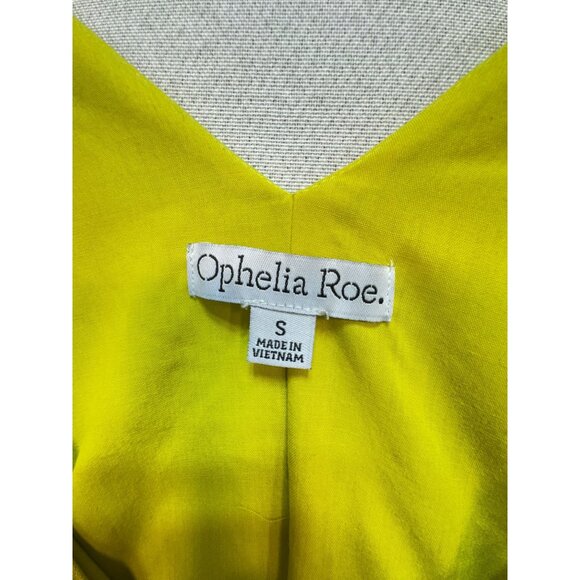 Ophelia Roe.
S
MADE IN
VIETNAM